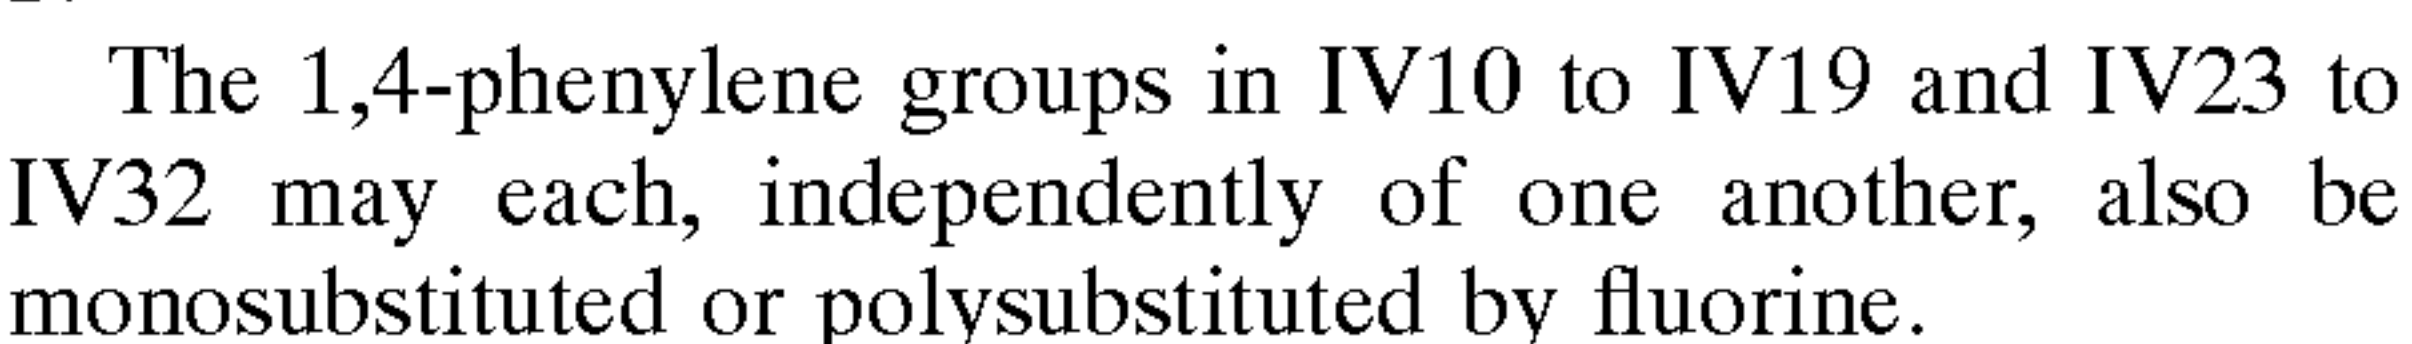 The 1,4-phenylene groups in IV10 to IV19 and IV23 to
IV32 may each, independently of one another, also be
monosubstituted or polysubstituted by fluorine.